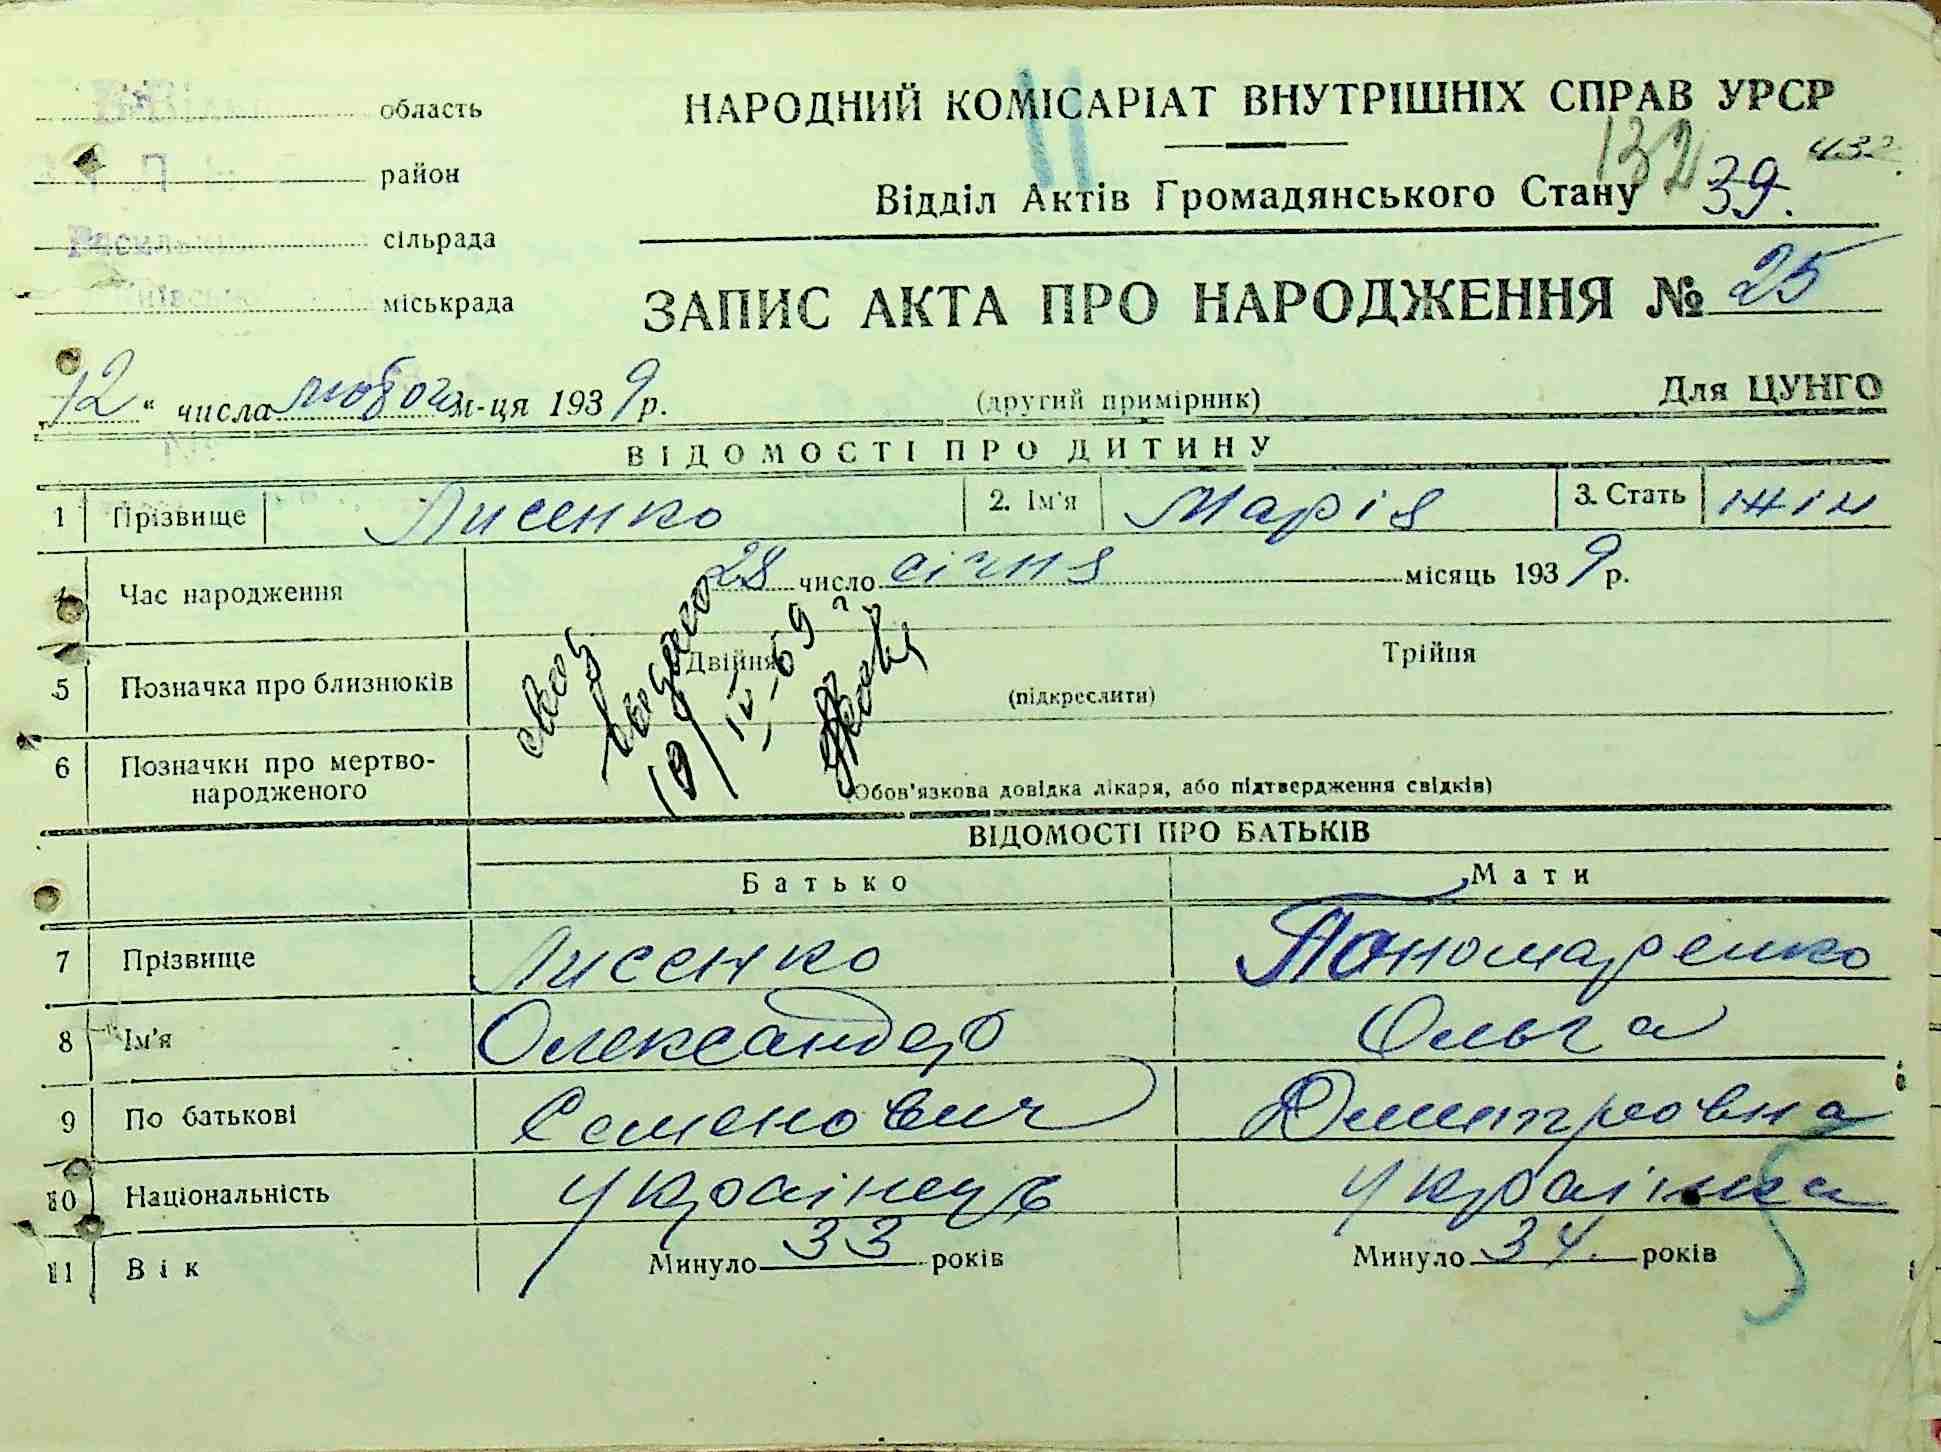 область
НАРОДНИЙ КОМІСАРІАТ ВНУТРІШНІХ СПРАВ УРСР
район
132 39. 432
Відділ Актів Громадянського Стану
сільрада
міськрада
ЗАПИС АКТА ПРО НАРОДЖЕННЯ № 25
12 " числа лютого м-ця 1939 р. (другий примірник) Для ЦУНГО
ВІДОМОСТІ ПРО ДИТИНУ
1 Прізвище Лисенко 2. Ім'я Марія 3. Стать жін
4 Час народження 28 число січня місяць 1939 р.
5 Позначка про близнюків Двійня Трійня
(підкреслити)
6 Позначки про мертво-
народженого
(Обов'язкова довідка лікаря, або підтвердження свідків)
ВІДОМОСТІ ПРО БАТЬКІВ
Батько Мати
7 Прізвище Лисенко Пономаренко
8 Ім'я Олександр Ольга
9 По батькові Семенович Дмитровна
10 Національність Українець Українка
11 Вік Минуло 33 років Минуло 34 років